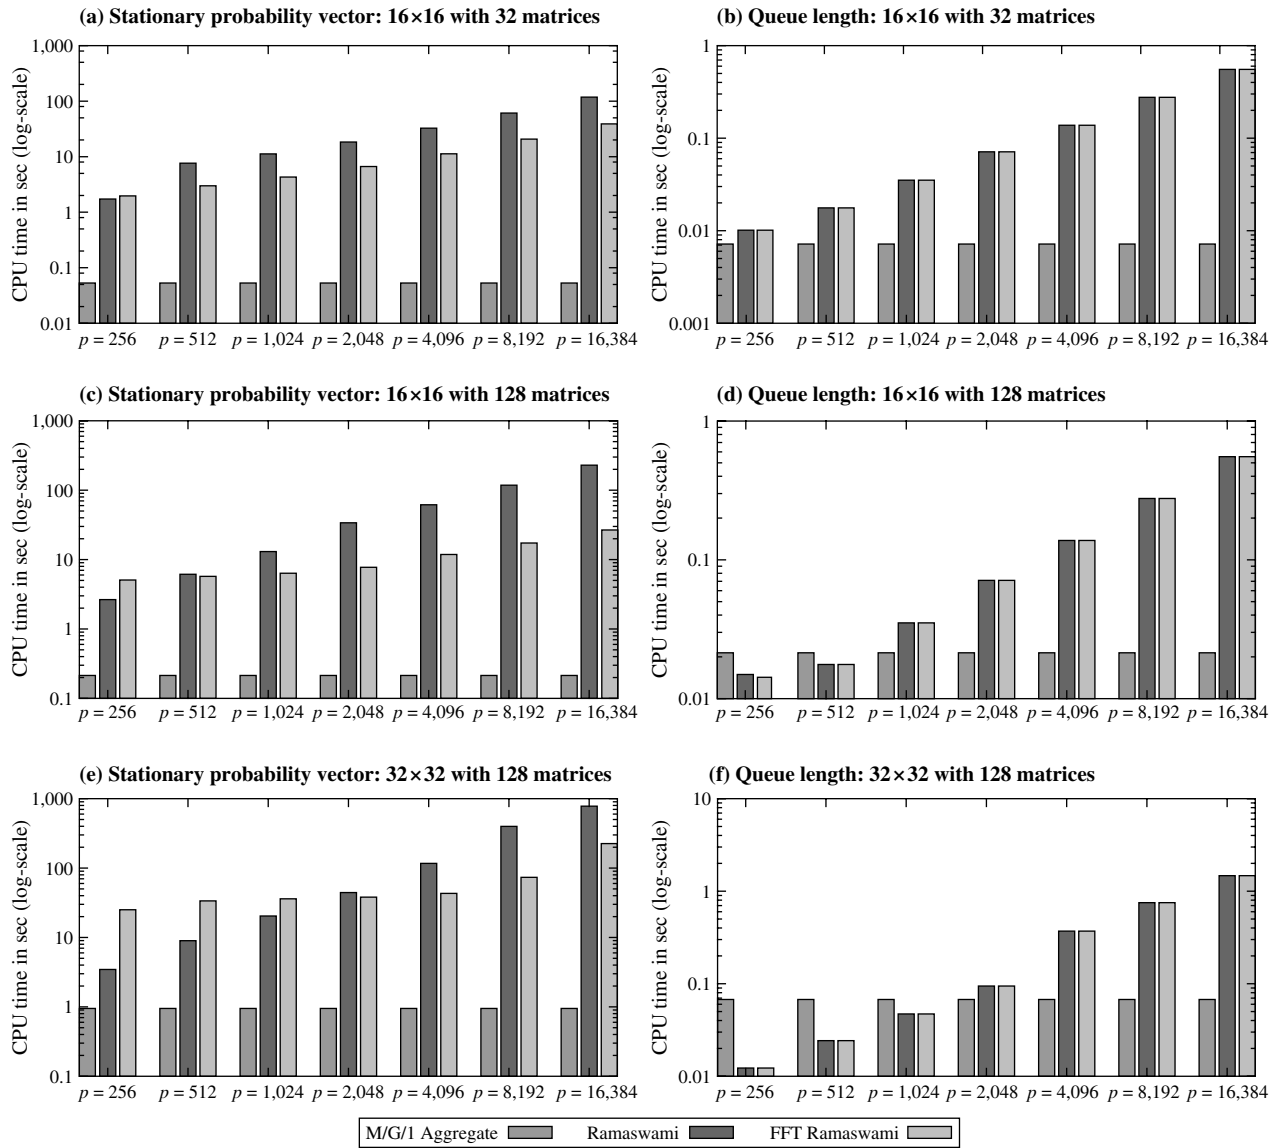 (a) Stationary probability vector: 16×16 with 32 matrices
CPU time in sec (log-scale)
1,000
100
10
1
0.1
0.01
p = 256 p = 512 p = 1,024 p = 2,048 p = 4,096 p = 8,192 p = 16,384
(b) Queue length: 16×16 with 32 matrices
CPU time in sec (log-scale)
1
0.1
0.01
0.001
p = 256 p = 512 p = 1,024 p = 2,048 p = 4,096 p = 8,192 p = 16,384
(c) Stationary probability vector: 16×16 with 128 matrices
CPU time in sec (log-scale)
1,000
100
10
1
0.1
p = 256 p = 512 p = 1,024 p = 2,048 p = 4,096 p = 8,192 p = 16,384
(d) Queue length: 16×16 with 128 matrices
CPU time in sec (log-scale)
1
0.1
0.01
p = 256 p = 512 p = 1,024 p = 2,048 p = 4,096 p = 8,192 p = 16,384
(e) Stationary probability vector: 32×32 with 128 matrices
CPU time in sec (log-scale)
1,000
100
10
1
0.1
p = 256 p = 512 p = 1,024 p = 2,048 p = 4,096 p = 8,192 p = 16,384
(f) Queue length: 32×32 with 128 matrices
CPU time in sec (log-scale)
10
1
0.1
0.01
p = 256 p = 512 p = 1,024 p = 2,048 p = 4,096 p = 8,192 p = 16,384
M/G/1 Aggregate Ramaswami FFT Ramaswami